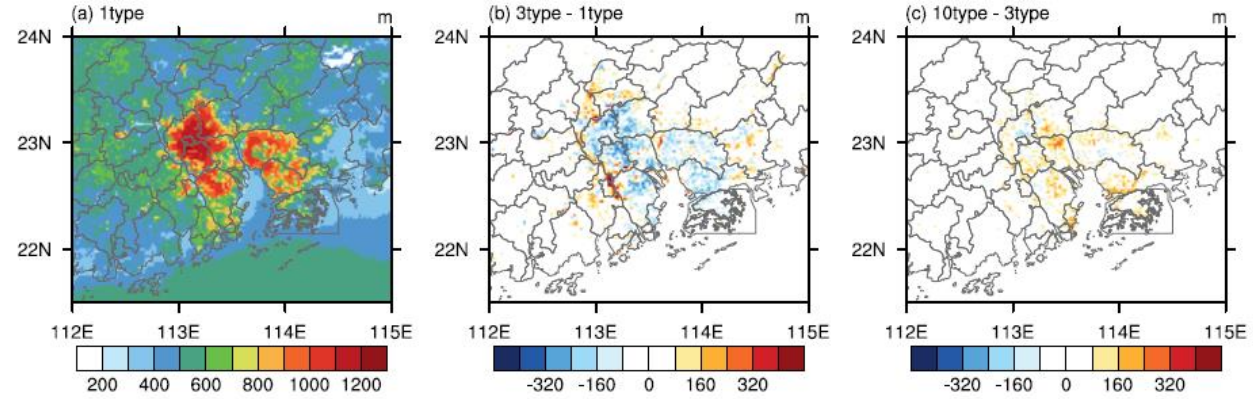 (a) 1type m
(b) 3type - 1type m
(c) 10type - 3type m
24N
23N
22N
112E 113E 114E 115E
24N
23N
22N
112E 113E 114E 115E
24N
23N
22N
112E 113E 114E 115E
200 400 600 800 1000 1200
-320 -160 0 160 320
-320 -160 0 160 320